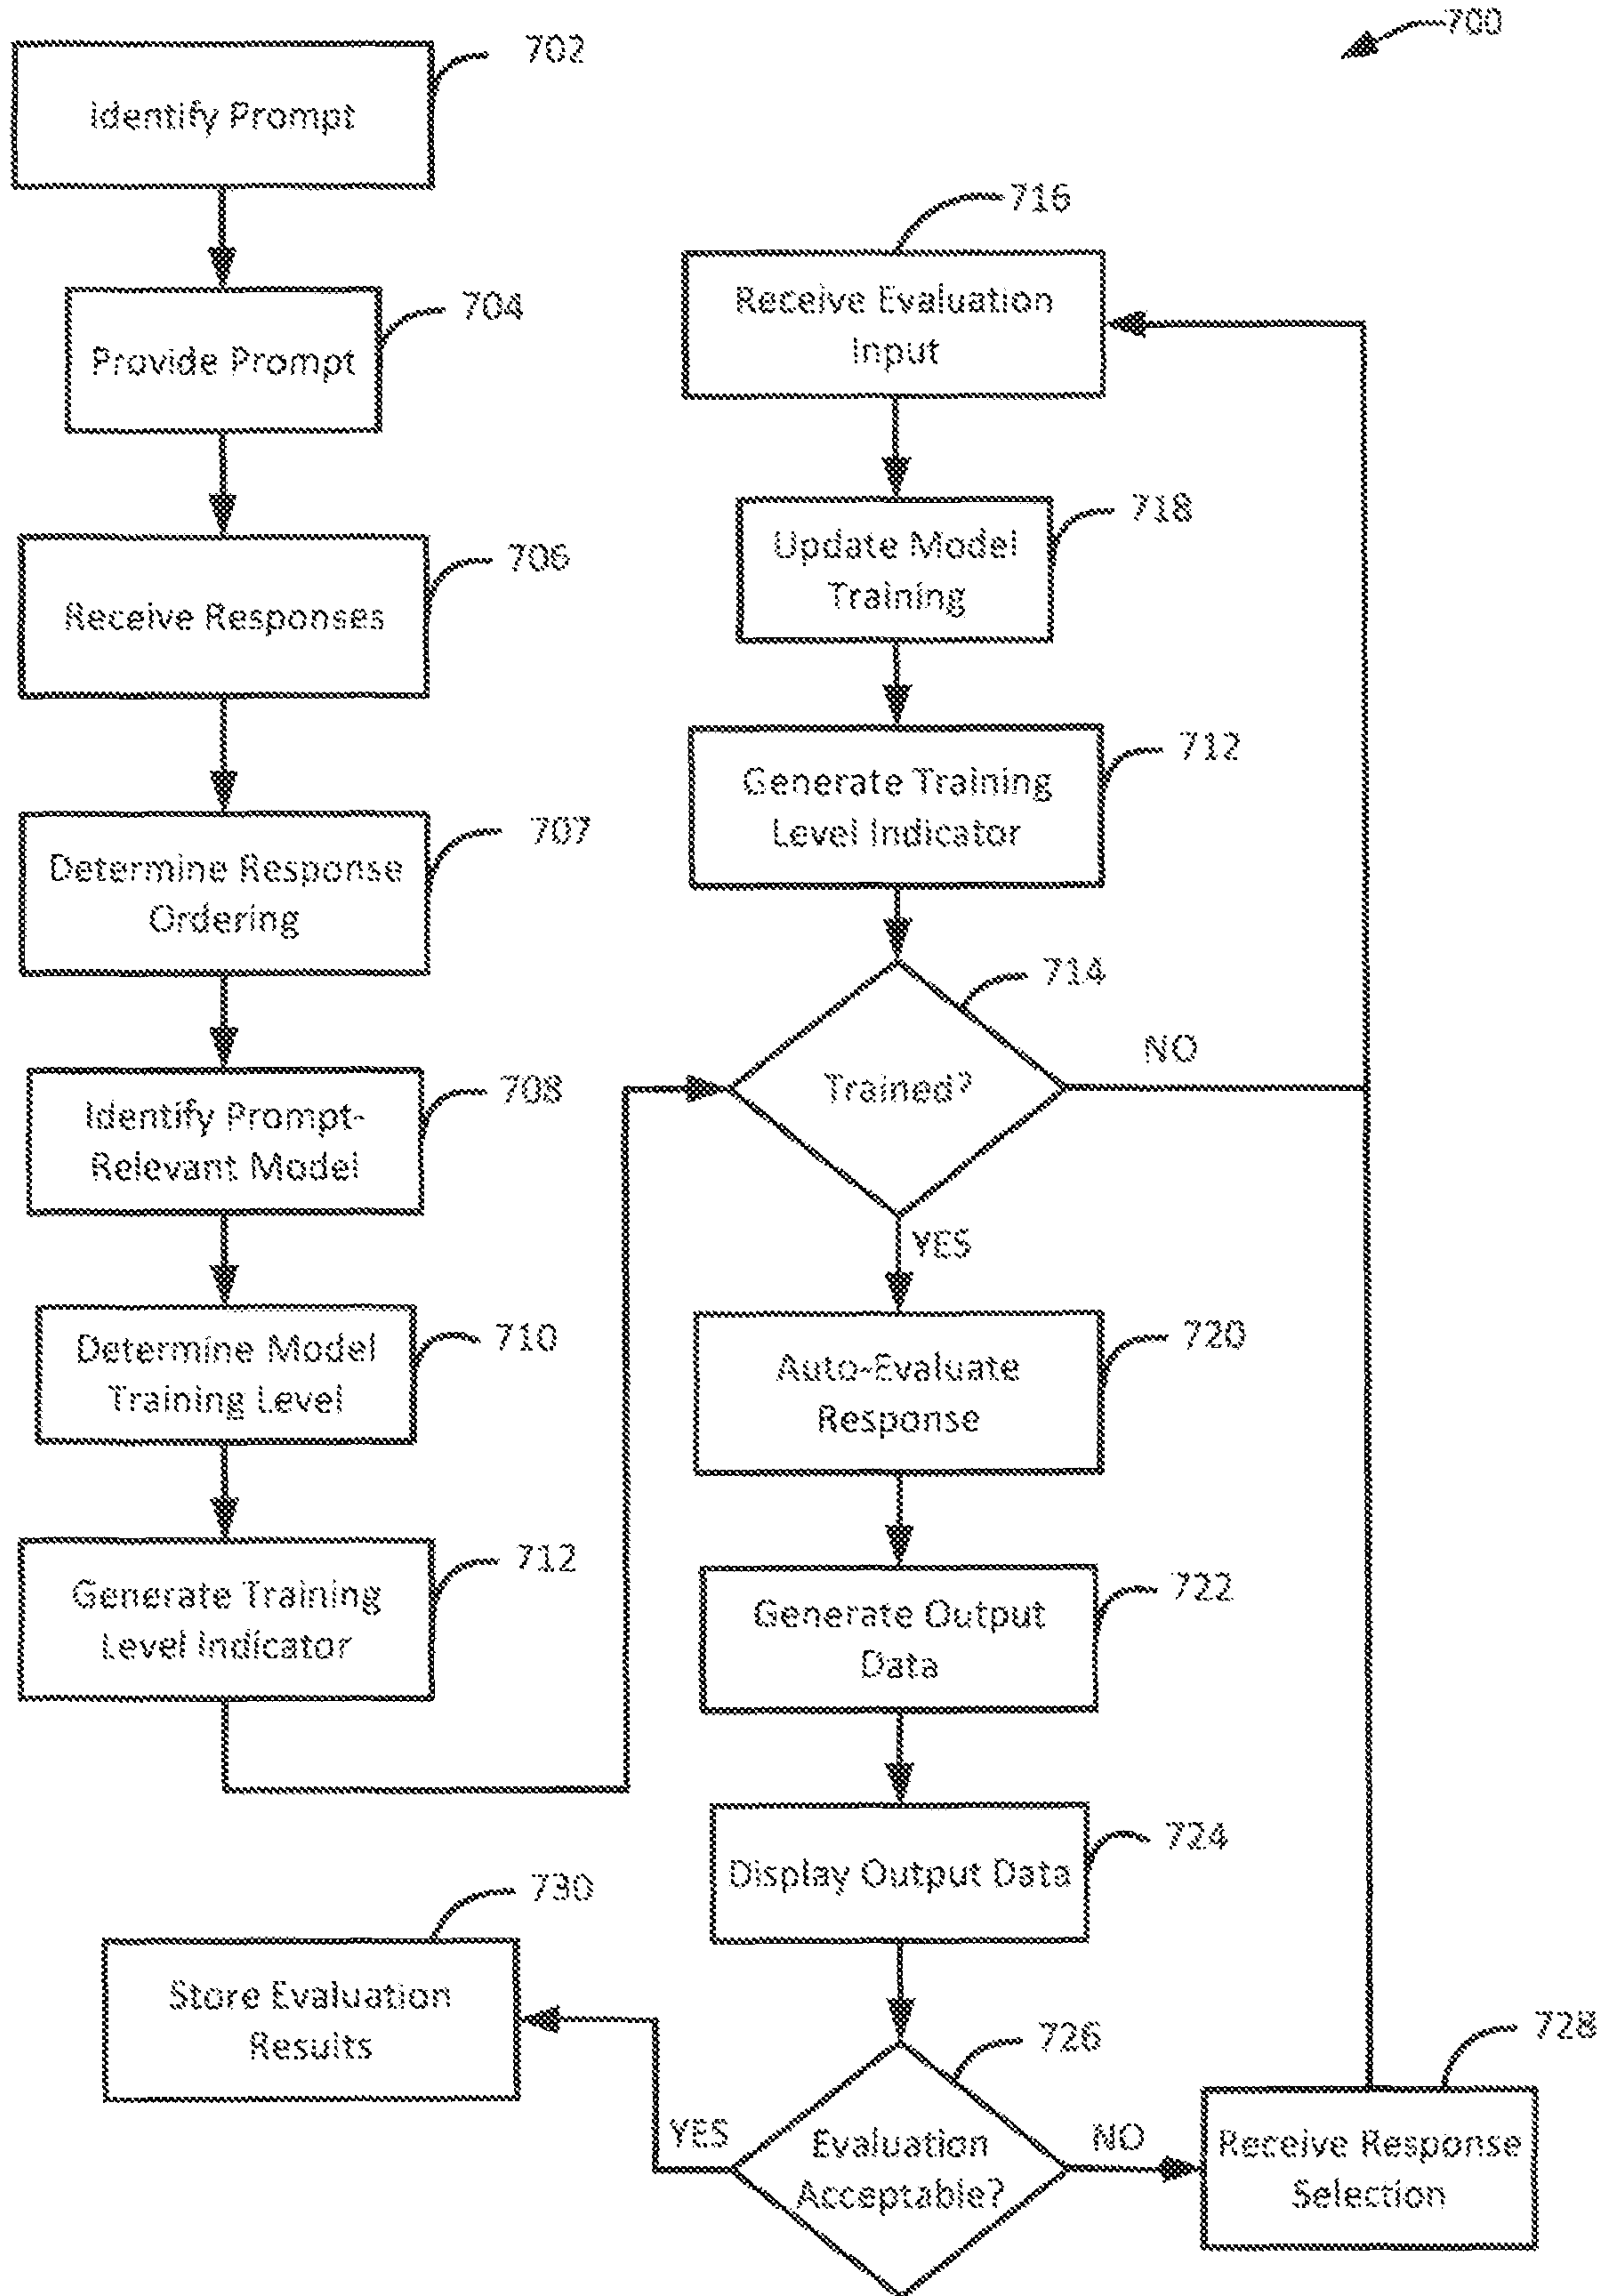 700
702
Identify Prompt
704
Provide Prompt
706
Receive Responses
707
Determine Response
Ordering
708
Identify Prompt-
Relevant Model
710
Determine Model
Training Level
712
Generate Training
Level Indicator
716
Receive Evaluation
Input
718
Update Model
Training
712
Generate Training
Level Indicator
714
Trained?
NO
YES
720
Auto-Evaluate
Response
722
Generate Output
Data
724
Display Output Data
726
Evaluation
Acceptable?
YES
NO
728
Receive Response
Selection
730
Store Evaluation
Results